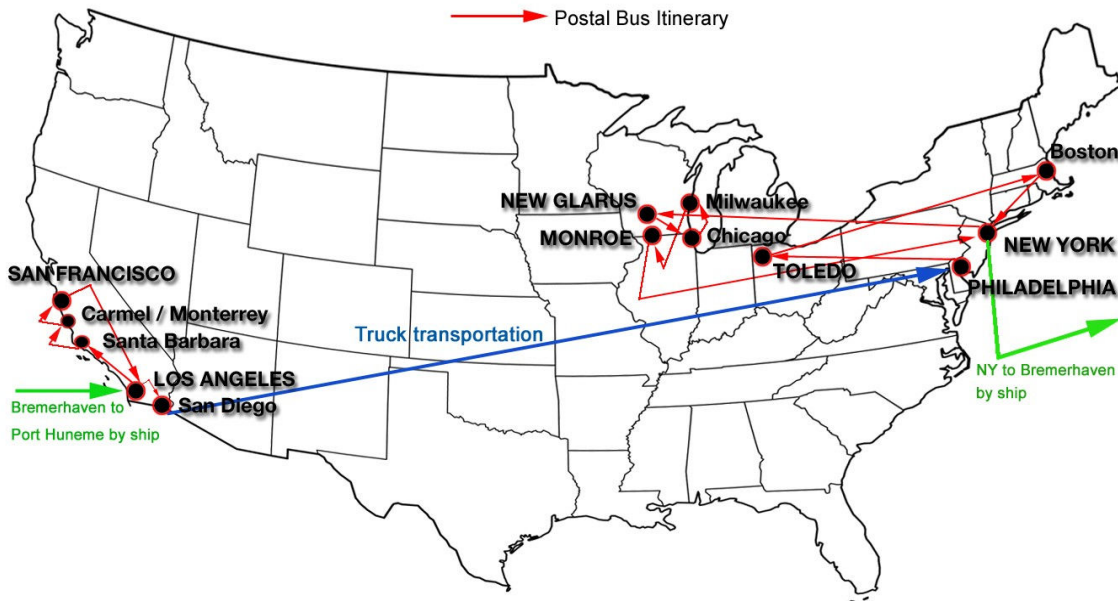 Postal Bus Itinerary
Boston
NEW GLARUS
Milwaukee
MONROE
Chicago
NEW YORK
TOLEDO
PHILADELPHIA
SAN FRANCISCO
Carmel / Monterrey
Santa Barbara
Truck transportation
LOS ANGELES
San Diego
Bremerhaven to
Port Huneme by ship
NY to Bremerhaven
by ship